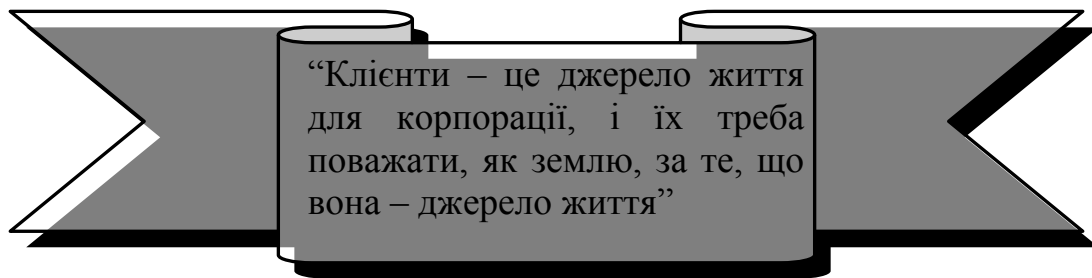 “Клієнти – це джерело життя
для корпорації, і їх треба
поважати, як землю, за те, що
вона – джерело життя”